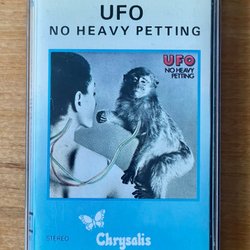 UFO
NO HEAVY PETTING
UFO
NO HEAVY
PETTING
STEREO
Chrysalis